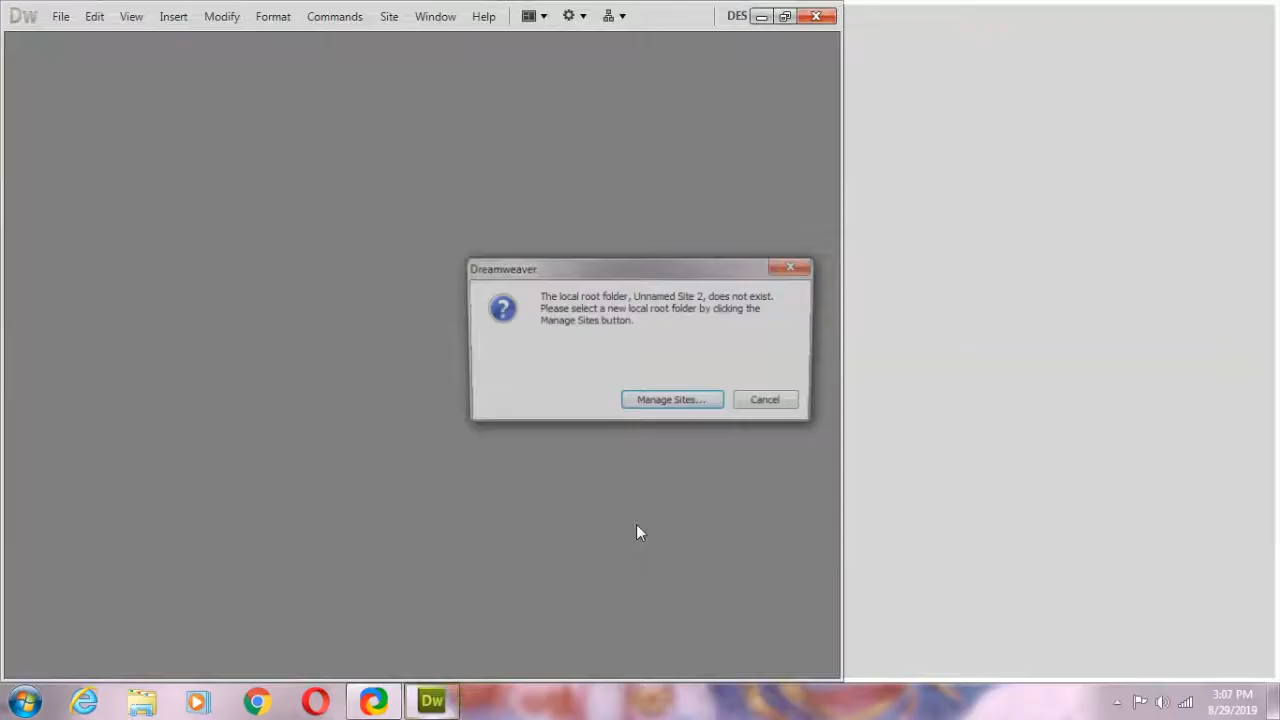 Dw File Edit View Insert Modify Format Commands Site Window Help DES
Dreamweaver
The local root folder, Unnamed Site 2, does not exist.
Please select a new local root folder by clicking the
Manage Sites button.
Manage Sites... Cancel
Dw
3:07 PM
8/29/2019